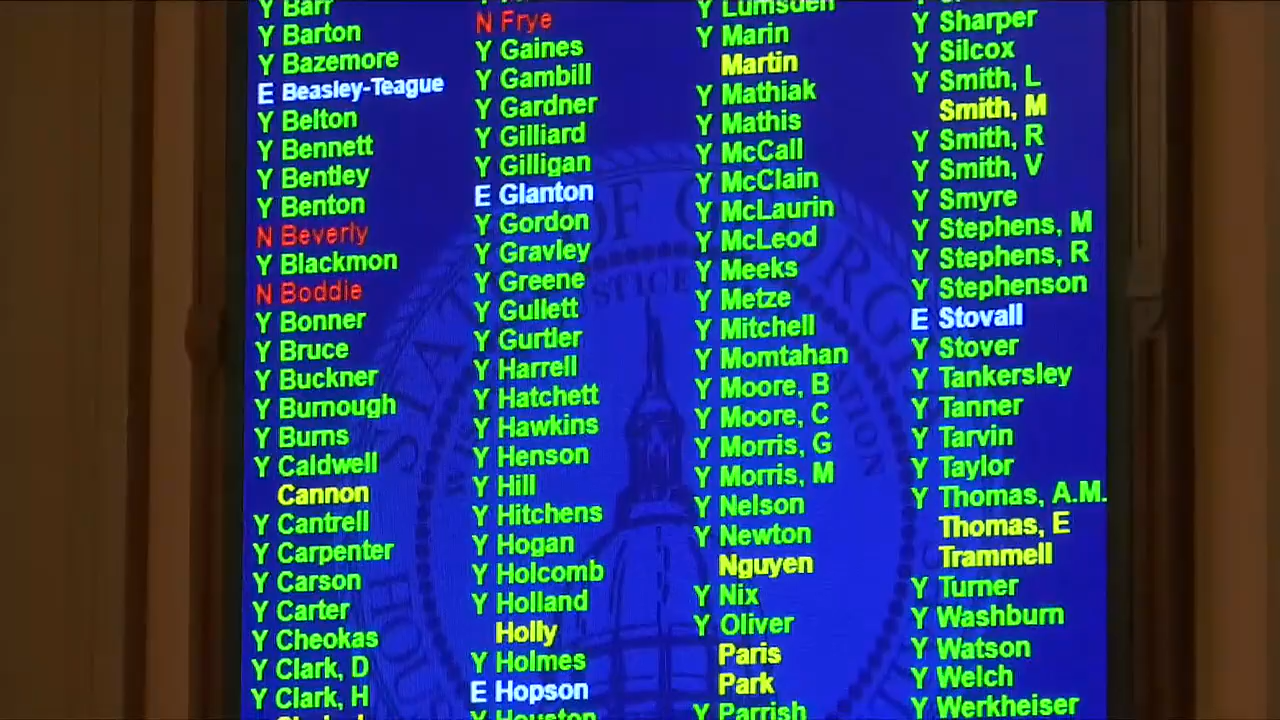 Y Barr
Y Barton
Y Bazemore
E Beasley-Teague
Y Belton
Y Bennett
Y Bentley
Y Benton
N Beverly
Y Blackmon
N Boddie
Y Bonner
Y Bruce
Y Buckner
Y Burnough
Y Burns
Y Caldwell
Cannon
Y Cantrell
Y Carpenter
Y Carson
Y Carter
Y Cheokas
Y Clark, D
Y Clark, H
N Frye
Y Gaines
Y Gambill
Y Gardner
Y Gilliard
Y Gilligan
E Glanton
Y Gordon
Y Gravley
Y Greene
Y Gullett
Y Gurtler
Y Harrell
Y Hatchett
Y Hawkins
Y Henson
Y Hill
Y Hitchens
Y Hogan
Y Holcomb
Y Holland
Holly
Y Holmes
E Hopson
Y Houston
Y Lumsden
Y Marin
Martin
Y Mathiak
Y Mathis
Y McCall
Y McClain
Y McLaurin
Y McLeod
Y Meeks
Y Metze
Y Mitchell
Y Momtahan
Y Moore, B
Y Moore, C
Y Morris, G
Y Morris, M
Y Nelson
Y Newton
Nguyen
Y Nix
Y Oliver
Paris
Park
Y Parrish
Y Sharper
Y Silcox
Y Smith, L
Smith, M
Y Smith, R
Y Smith, V
Y Smyre
Y Stephens, M
Y Stephens, R
Y Stephenson
E Stovall
Y Stover
Y Tankersley
Y Tanner
Y Tarvin
Y Taylor
Y Thomas, A.M.
Thomas, E
Trammell
Y Turner
Y Washburn
Y Watson
Y Welch
Y Werkheiser
STATE OF GEORGIA